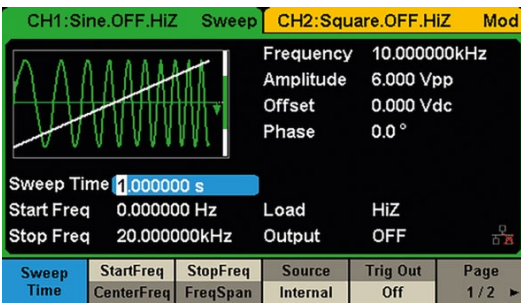 CH1:Sine.OFF.HiZ Sweep CH2:Square.OFF.HiZ Mod
Frequency 10.000000kHz
Amplitude 6.000 Vpp
Offset 0.000 Vdc
Phase 0.0 °
Sweep Time 1.000000 s
Start Freq 0.000000 Hz Load HiZ
Stop Freq 20.000000kHz Output OFF
Sweep Time
StartFreq CenterFreq
StopFreq FreqSpan
Source Internal
Trig Out Off
Page 1/2 ►